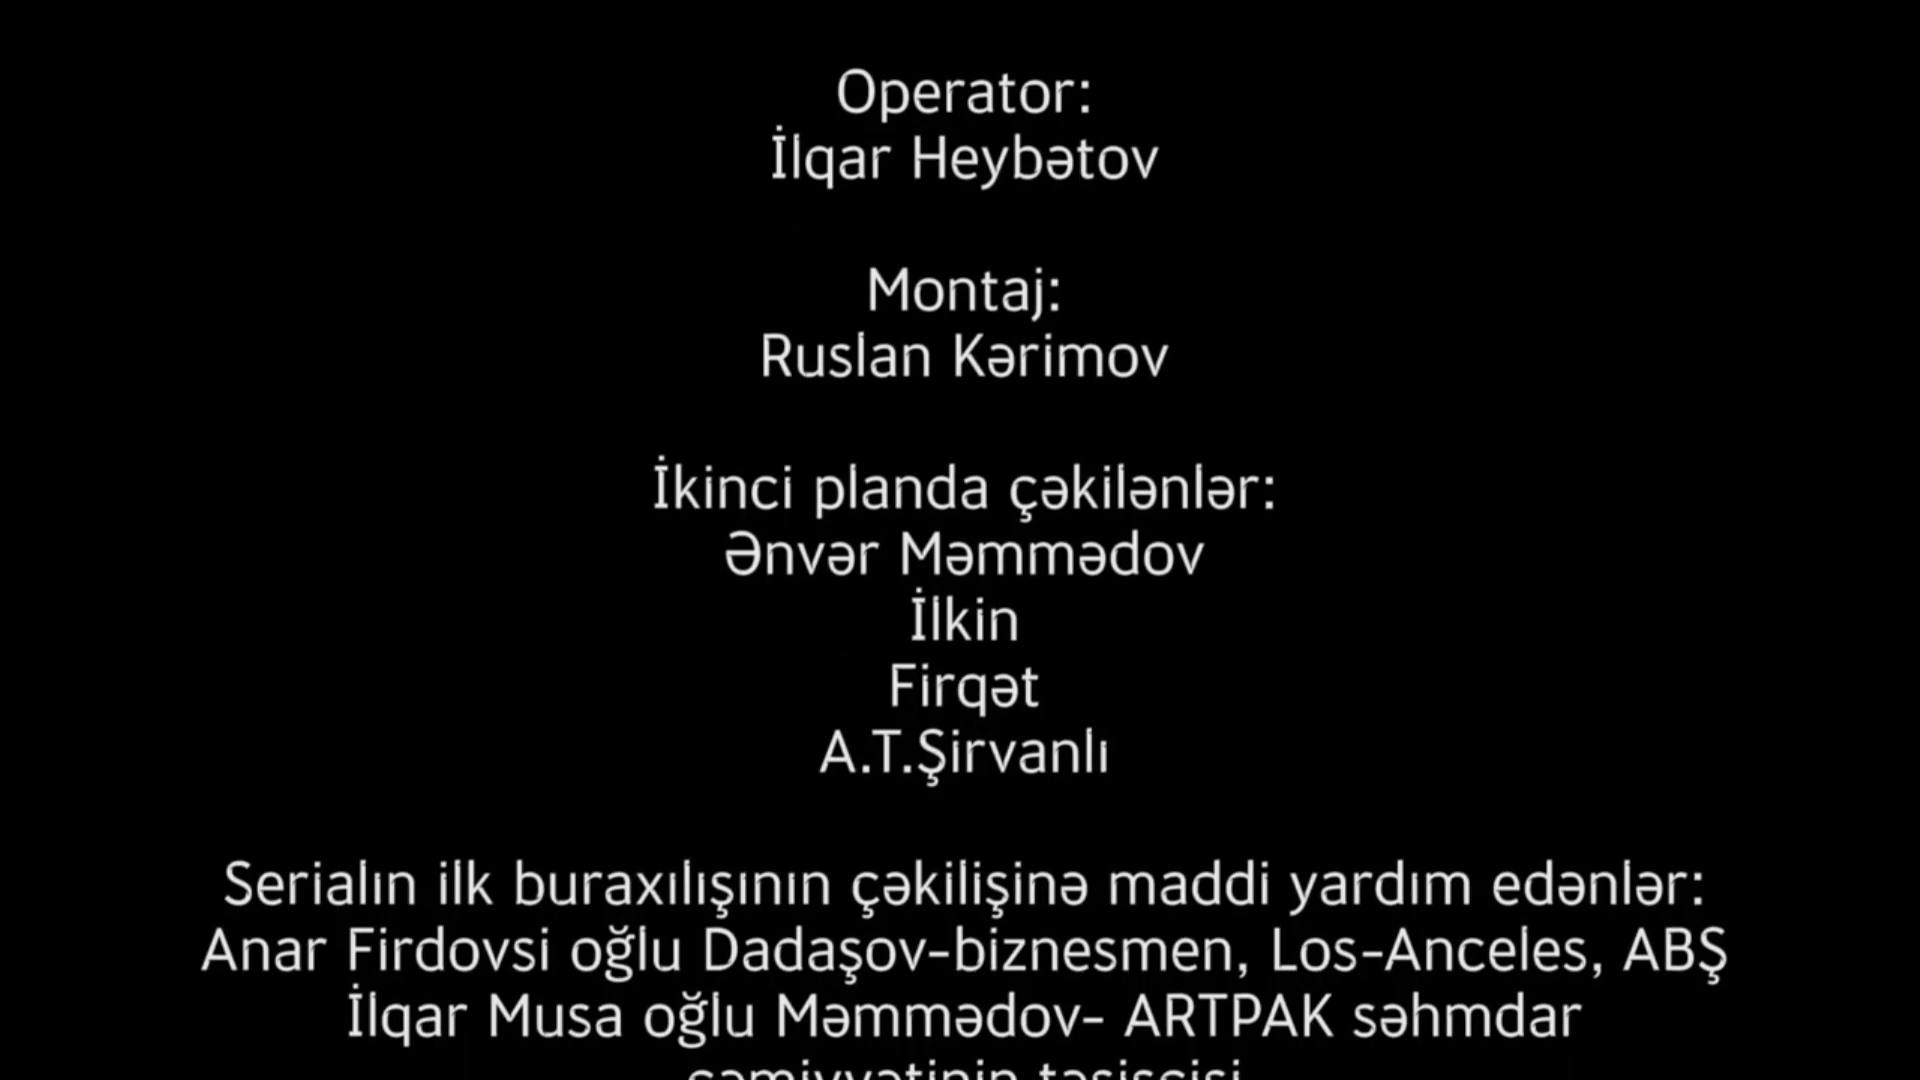 Operator:
İlqar Heybətov
Montaj:
Ruslan Kərimov
İkinci planda çəkilənlər:
Ənvər Məmmədov
İlkin
Firqət
A.T.Şirvanlı
Serialın ilk buraxılışının çəkilişinə maddi yardım edənlər:
Anar Firdovsi oğlu Dadaşov-biznesmen, Los-Anceles, ABŞ
İlqar Musa oğlu Məmmədov- ARTPAK səhmdar